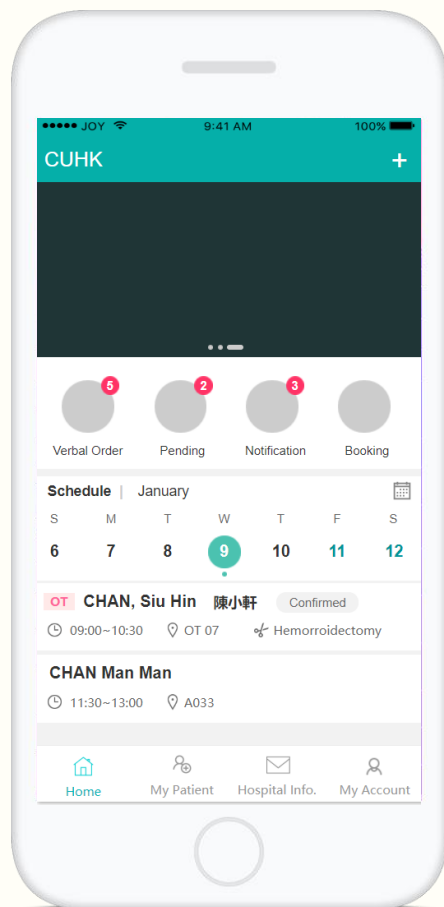 JOY 9:41 AM 100%
CUHK +
5 2 3
Verbal Order Pending Notification Booking
Schedule | January
S M T W T F S
6 7 8 9 10 11 12
OT CHAN, Siu Hin 陳小軒 Confirmed
09:00~10:30 OT 07 Hemorroidectomy
CHAN Man Man
11:30~13:00 A033
Home My Patient Hospital Info. My Account